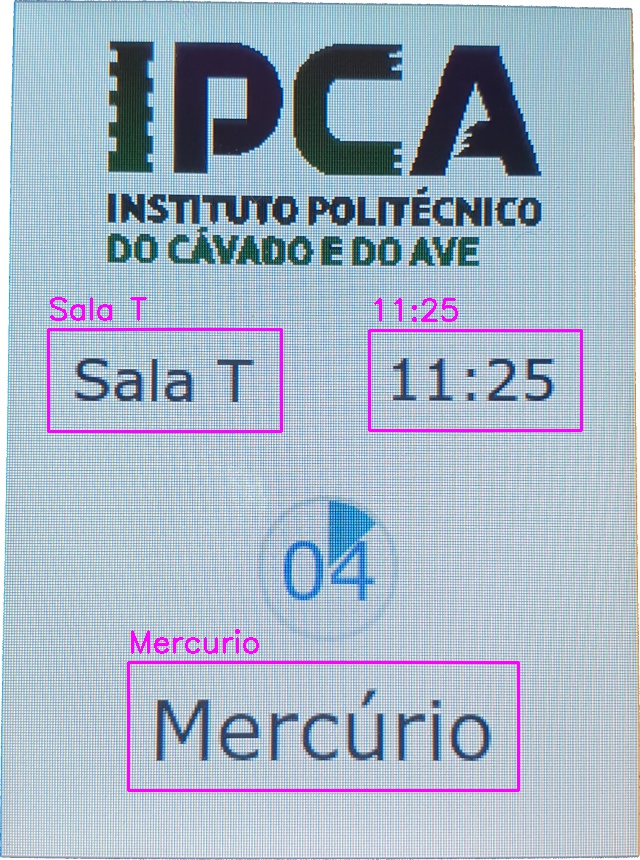 IPCA
INSTITUTO POLITÉCNICO
DO CÁVADO E DO AVE
Sala T 11:25
Sala T 11:25
04
Mercurio
Mercúrio